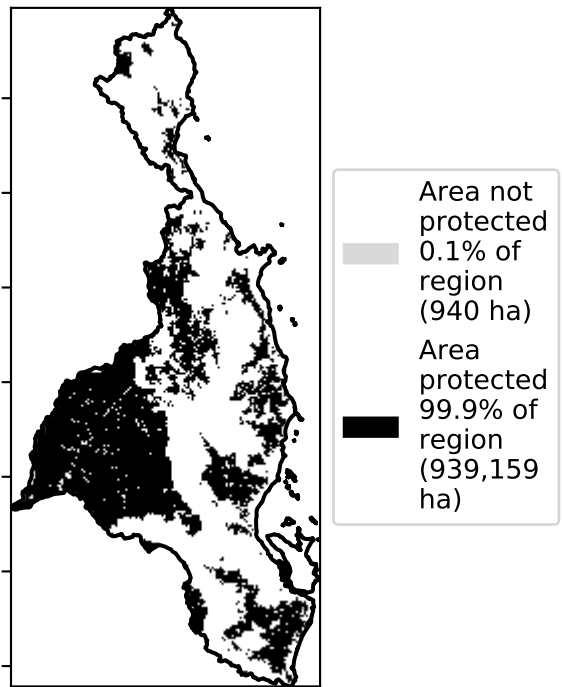 Area not
protected
0.1% of
region
(940 ha)
Area
protected
99.9% of
region
(939,159
ha)